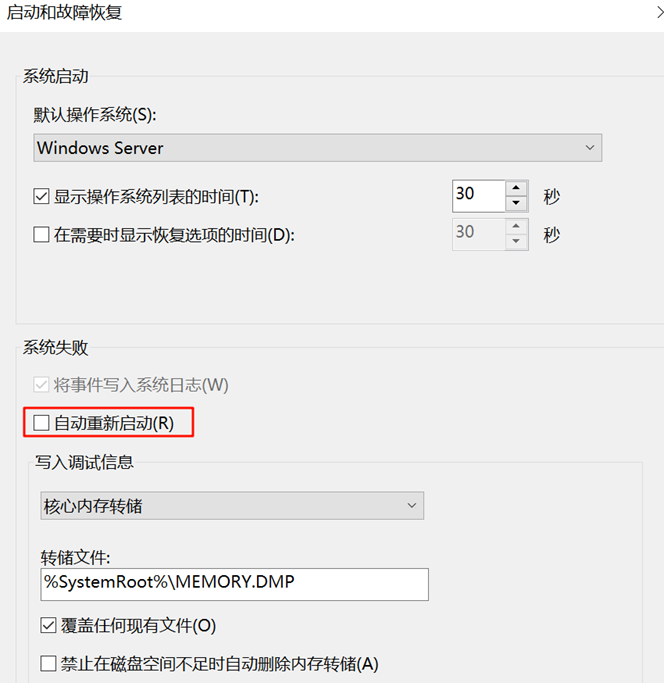 启动和故障恢复
系统启动
默认操作系统(S):
Windows Server
显示操作系统列表的时间(T): 30 秒
在需要时显示恢复选项的时间(D): 30 秒
系统失败
将事件写入系统日志(W)
自动重新启动(R)
写入调试信息
核心内存转储
转储文件:
%SystemRoot%\MEMORY.DMP
覆盖任何现有文件(O)
禁止在磁盘空间不足时自动删除内存转储(A)